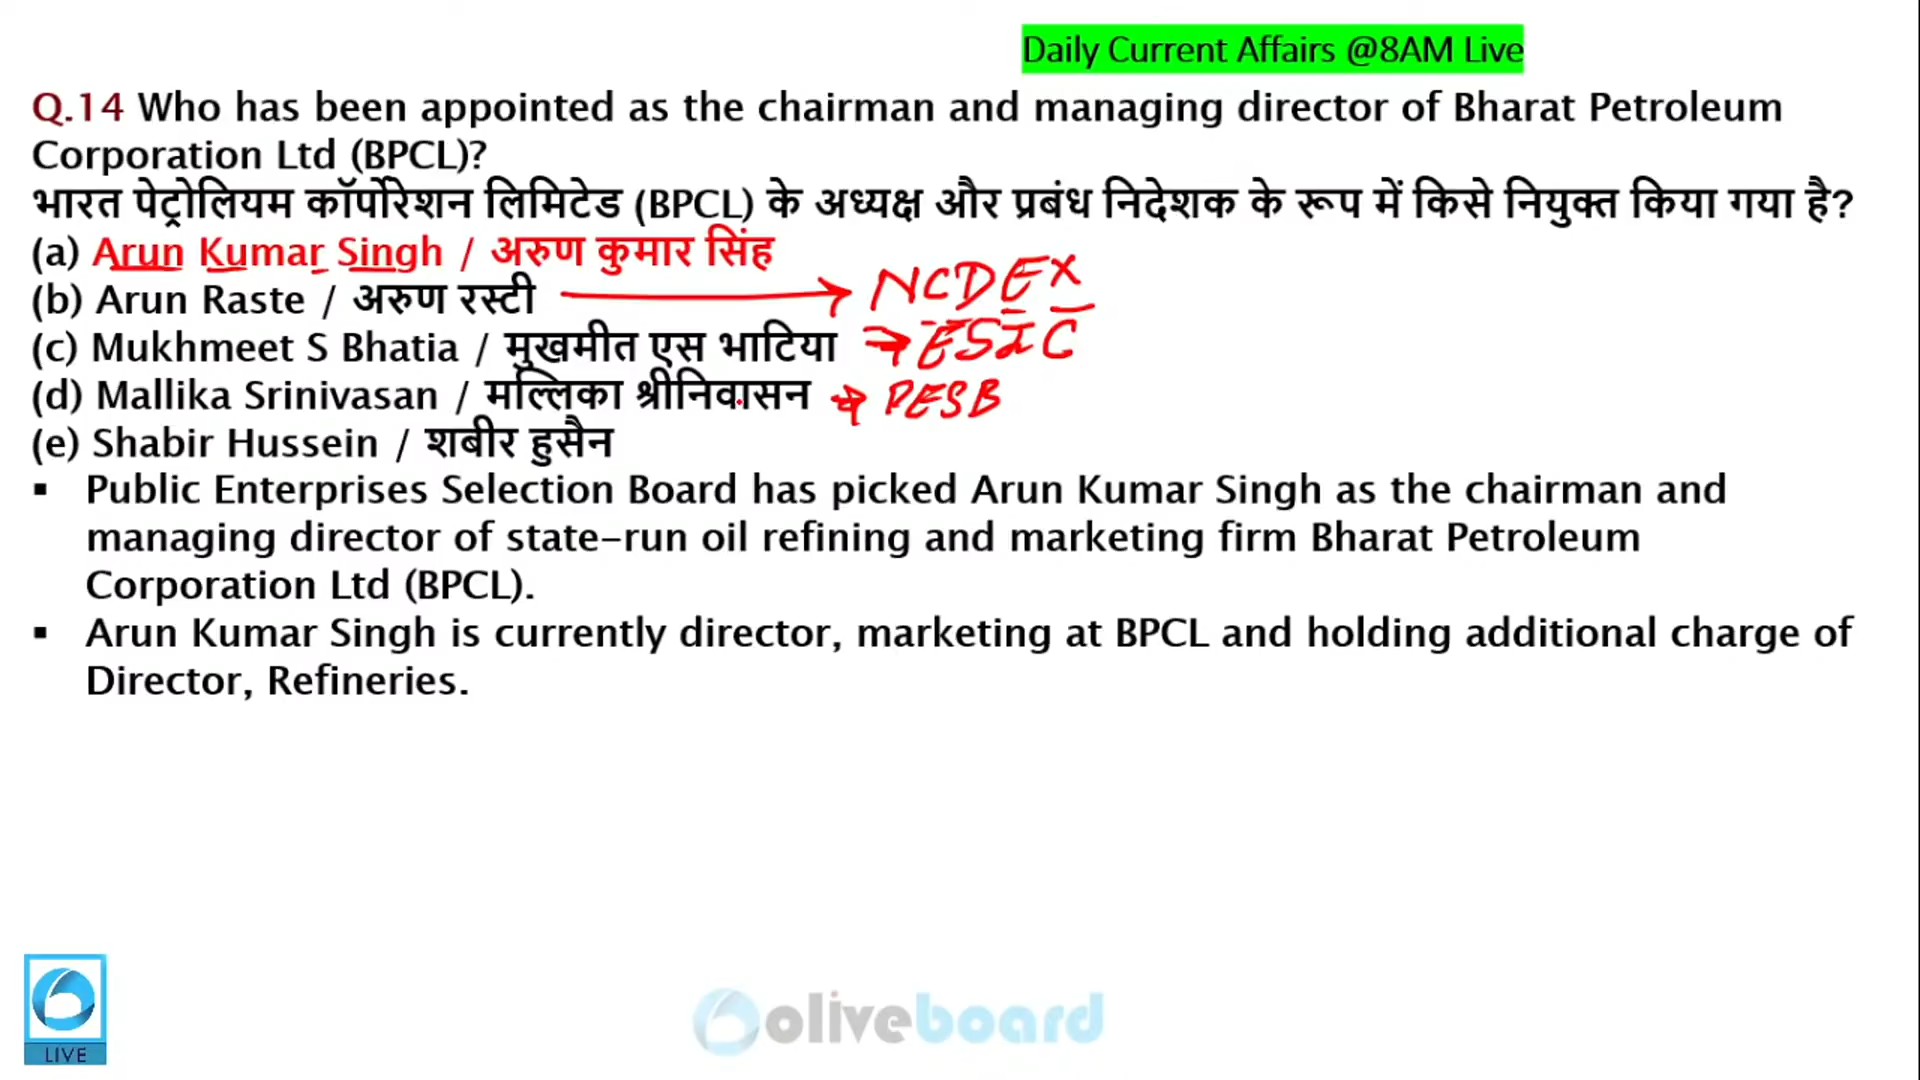 Daily Current Affairs @8AM Live
Q.14 Who has been appointed as the chairman and managing director of Bharat Petroleum
Corporation Ltd (BPCL)?
भारत पेट्रोलियम कॉर्पोरेशन लिमिटेड (BPCL) के अध्यक्ष और प्रबंध निदेशक के रूप में किसे नियुक्त किया गया है?
(a) Arun Kumar Singh / अरुण कुमार सिंह
(b) Arun Raste / अरुण रस्टी → NCDEX
(c) Mukhmeet S Bhatia / मुखमीत एस भाटिया → ESIC
(d) Mallika Srinivasan / मल्लिका श्रीनिवासन → PESB
(e) Shabir Hussein / शबीर हुसैन
▪ Public Enterprises Selection Board has picked Arun Kumar Singh as the chairman and
managing director of state-run oil refining and marketing firm Bharat Petroleum
Corporation Ltd (BPCL).
▪ Arun Kumar Singh is currently director, marketing at BPCL and holding additional charge of
Director, Refineries.
LIVE
oliveboard